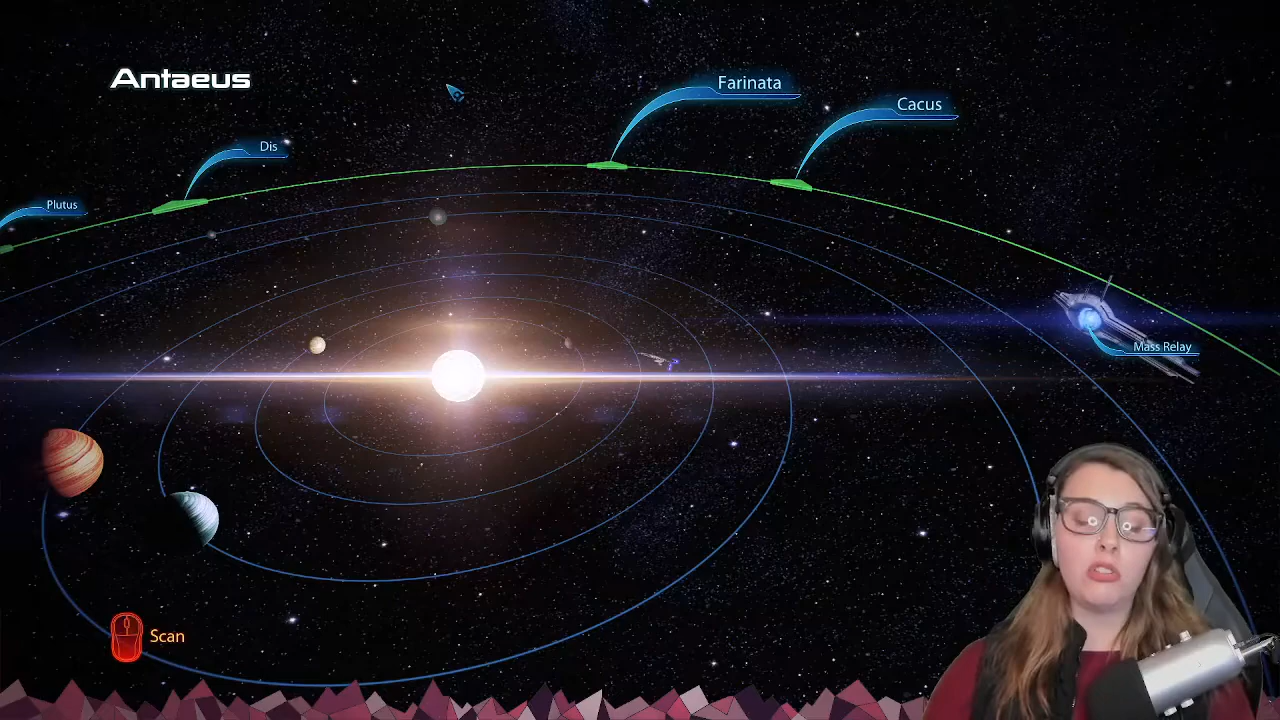 Antaeus
Farinata
Cacus
Dis
Plutus
Mass Relay
Scan